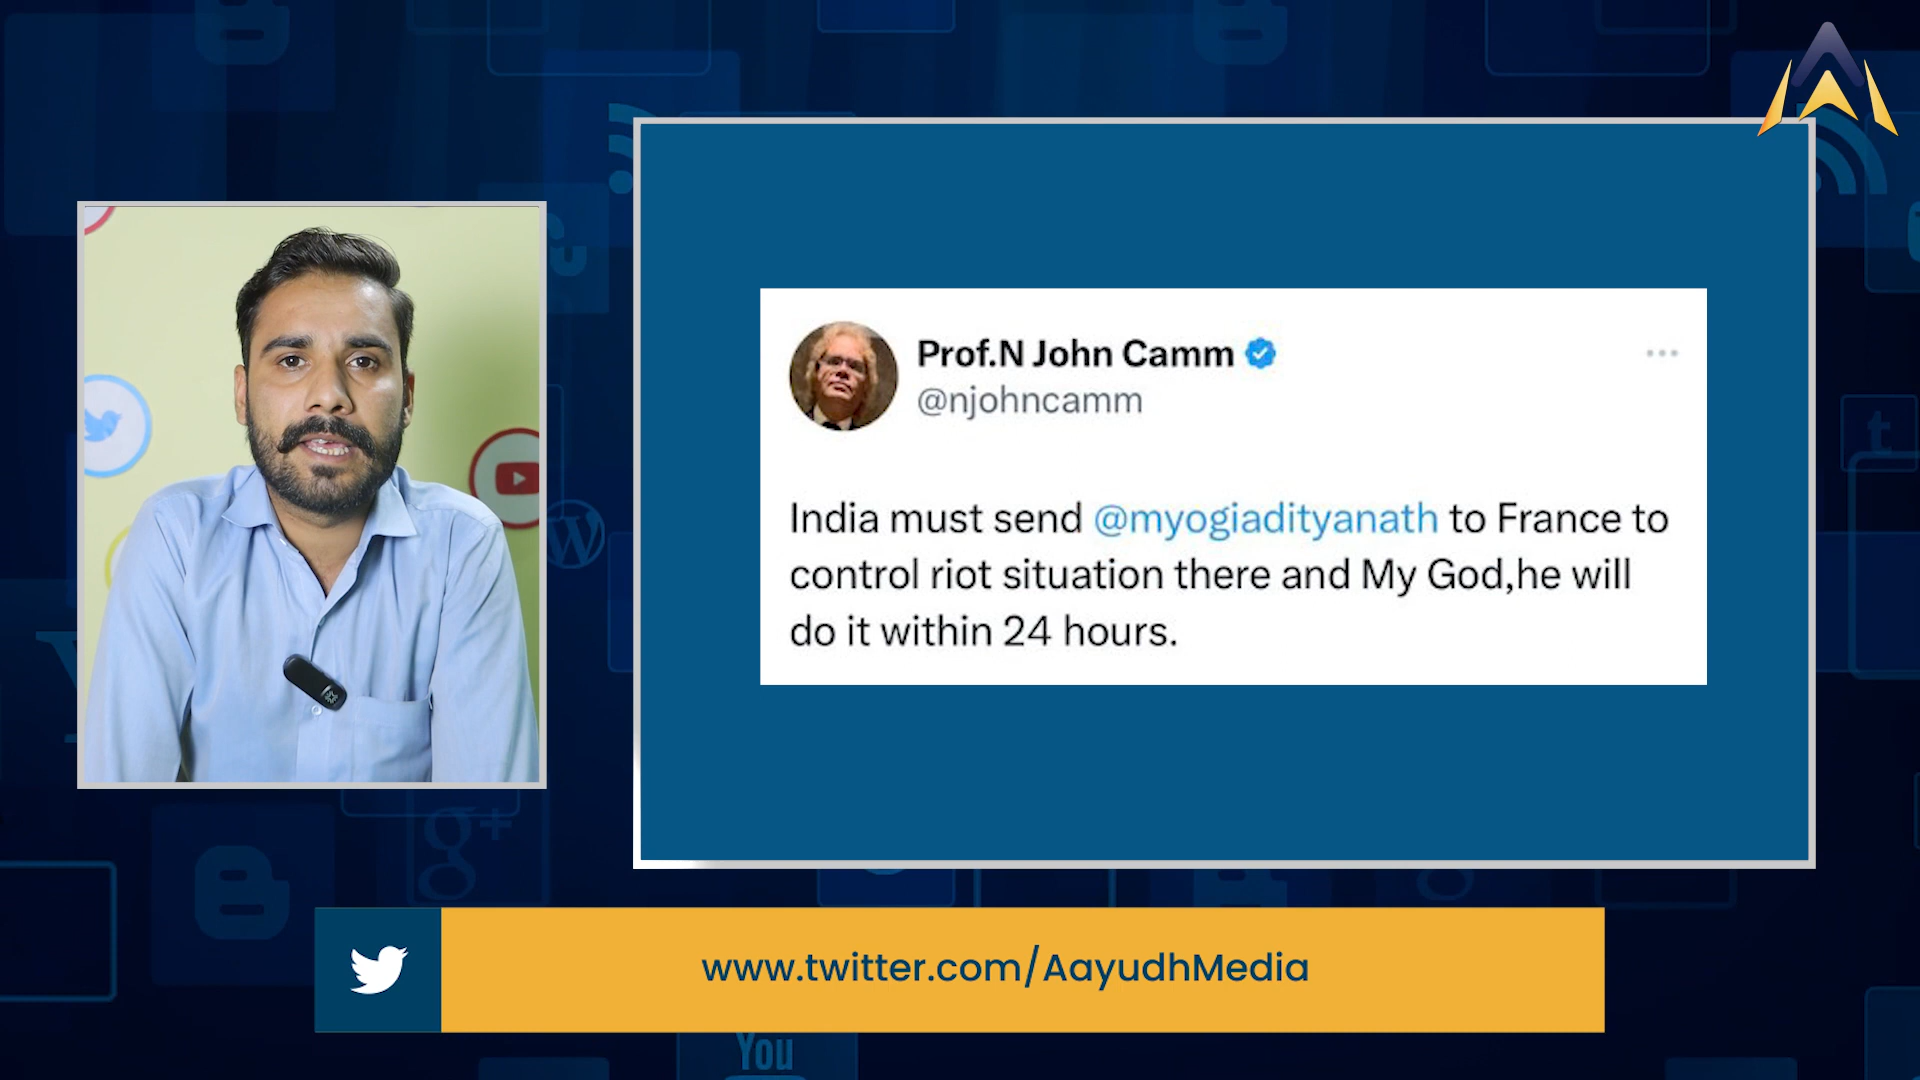 Prof.N John Camm
@njohncamm
India must send @myogiadityanath to France to
control riot situation there and My God,he will
do it within 24 hours.
www.twitter.com/AayudhMedia
You
g+
t